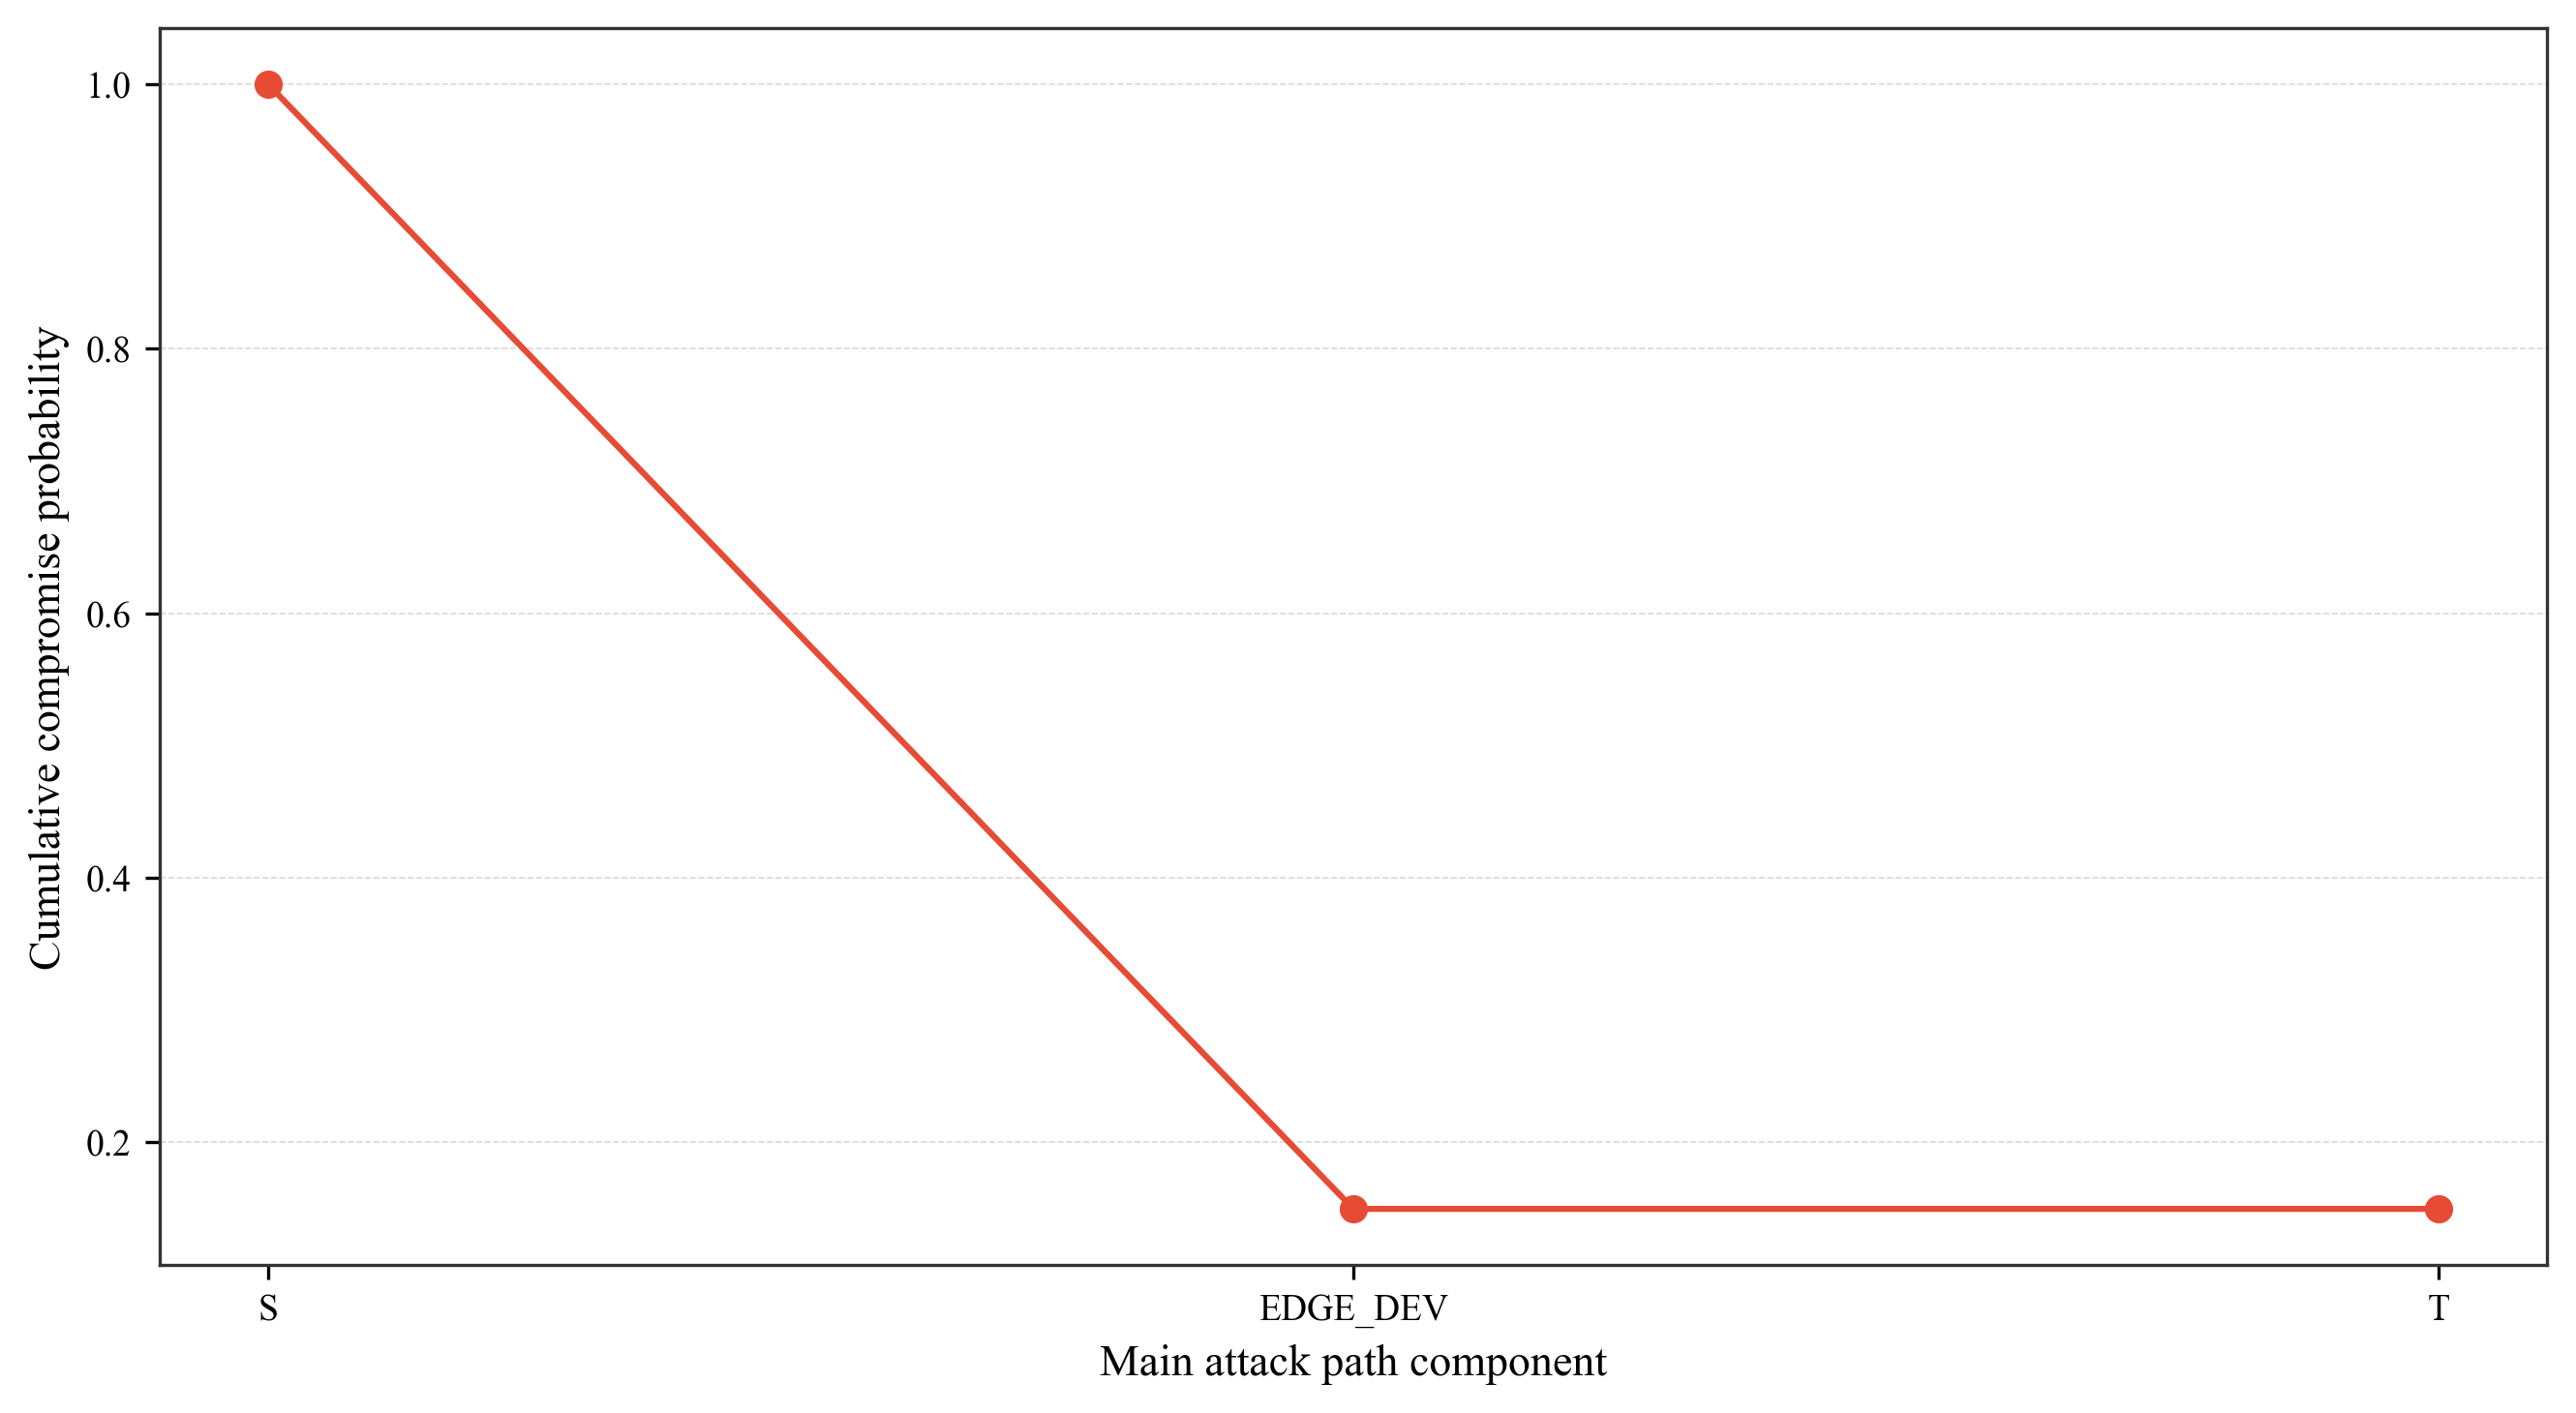 Cumulative compromise probability
1.0
0.8
0.6
0.4
0.2
S
EDGE_DEV
T
Main attack path component